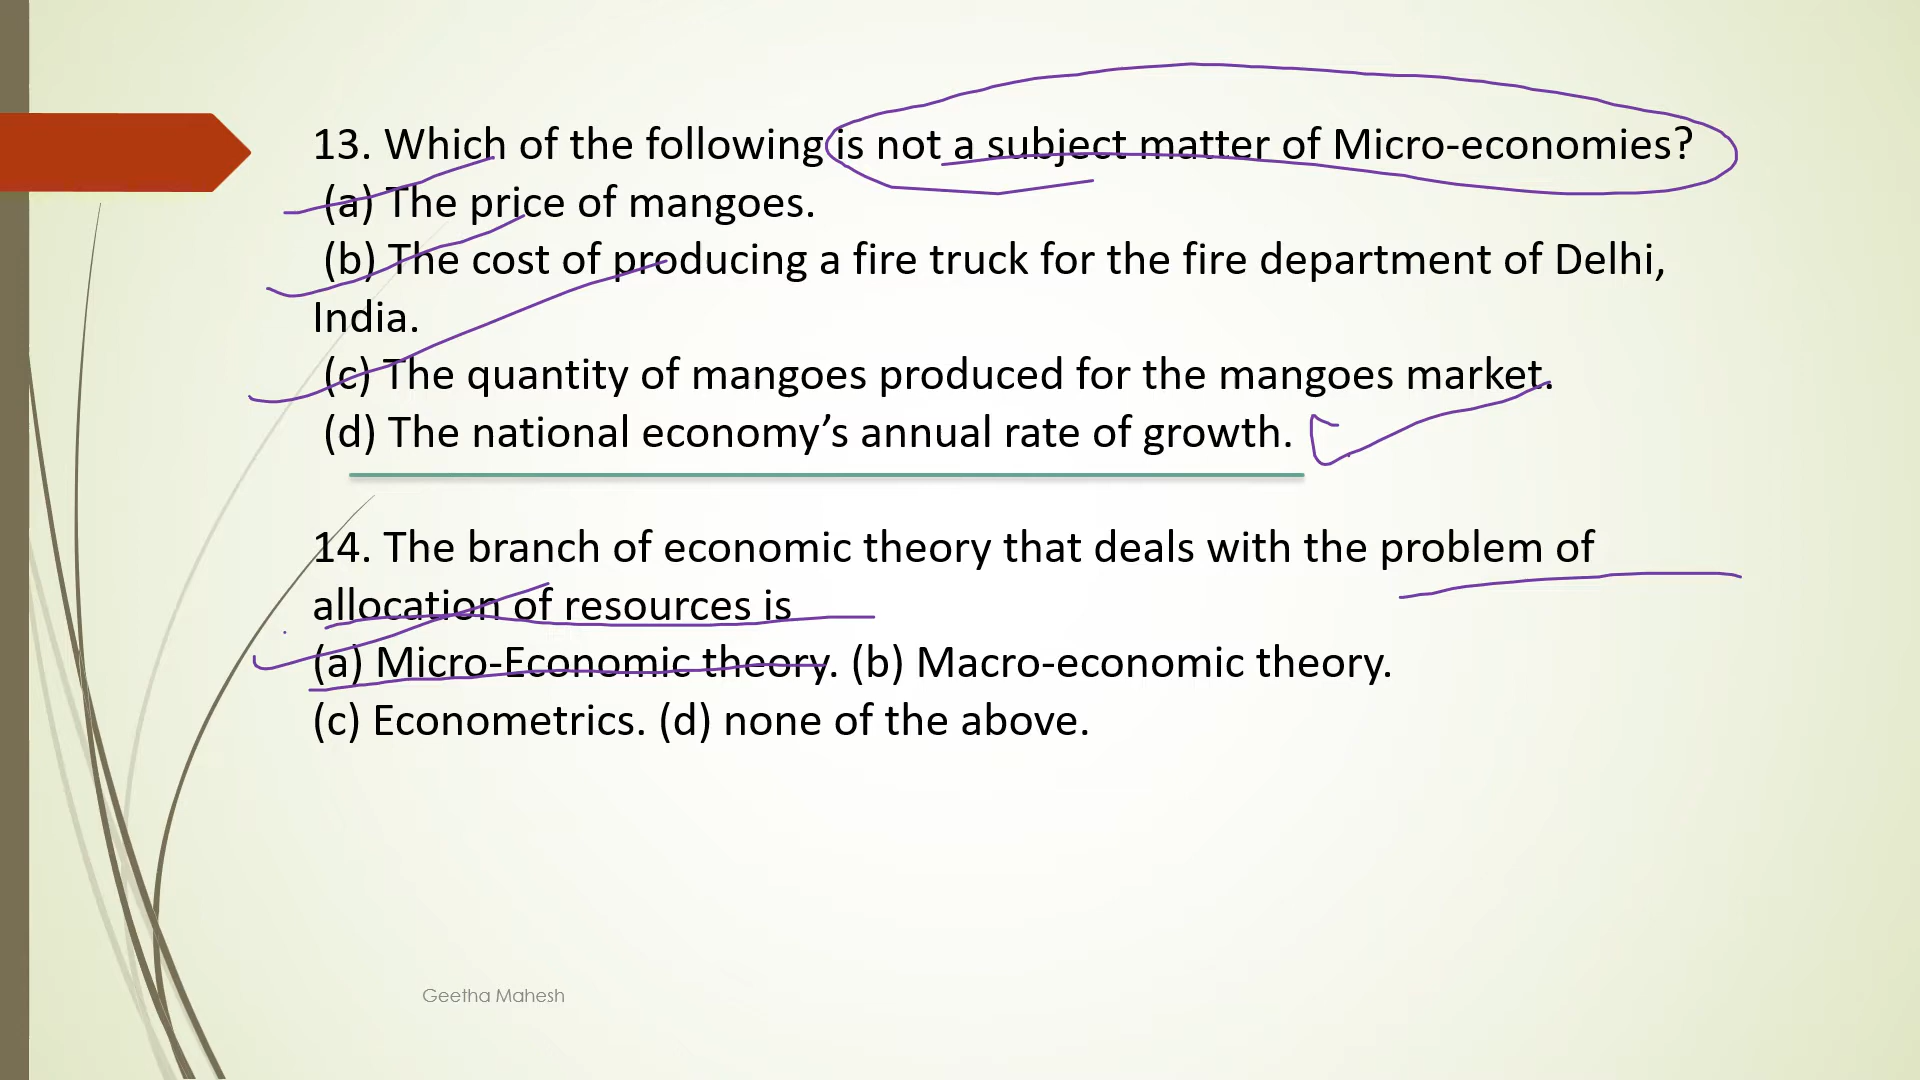 13. Which of the following is not a subject matter of Micro-economies?
(a) The price of mangoes.
(b) The cost of producing a fire truck for the fire department of Delhi,
India.
(c) The quantity of mangoes produced for the mangoes market.
(d) The national economy’s annual rate of growth.
14. The branch of economic theory that deals with the problem of
allocation of resources is
(a) Micro-Economic theory. (b) Macro-economic theory.
(c) Econometrics. (d) none of the above.
Geetha Mahesh